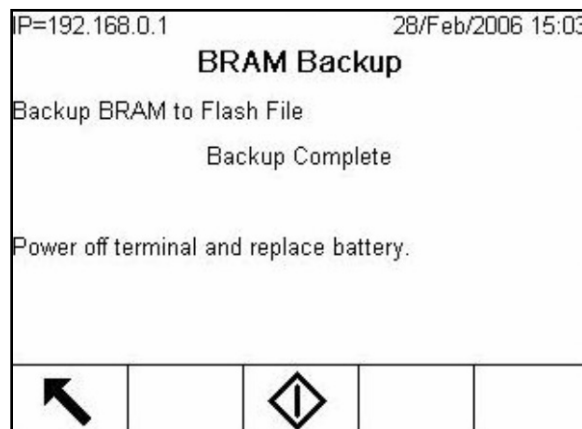 IP=192.168.0.1 28/Feb/2006 15:03
BRAM Backup
Backup BRAM to Flash File
Backup Complete
Power off terminal and replace battery.